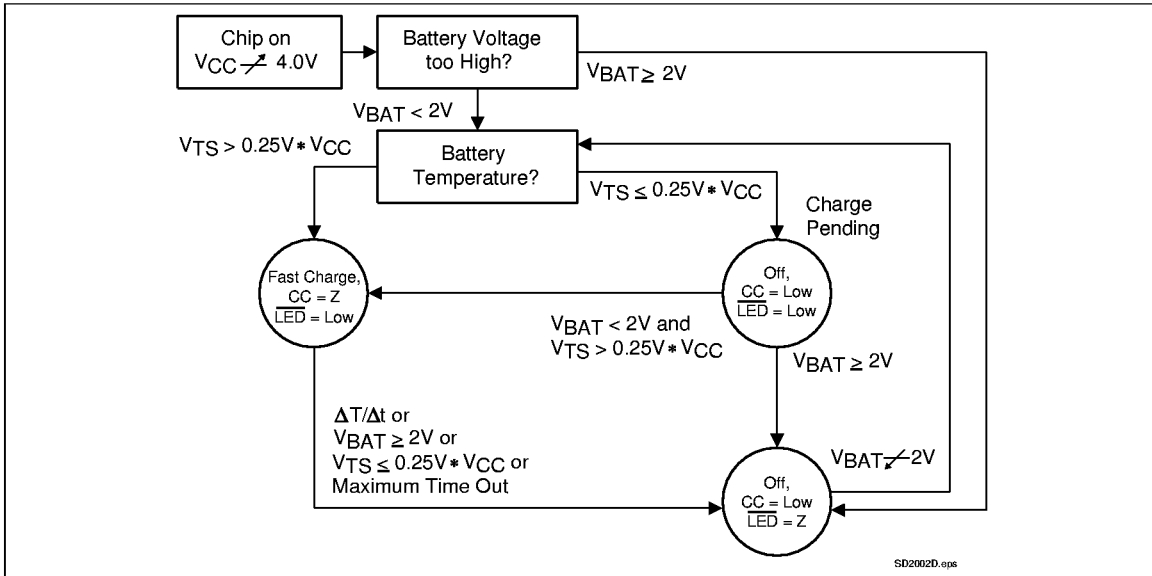 Chip on
VCC ↗ 4.0V
Battery Voltage
too High?
VBAT ≥ 2V
VBAT < 2V
VTS > 0.25V * VCC
Battery
Temperature?
VTS ≤ 0.25V * VCC
Charge
Pending
Fast Charge,
CC = Z
L̅E̅D̅ = Low
Off,
CC = Low
L̅E̅D̅ = Low
VBAT < 2V and
VTS > 0.25V * VCC
VBAT ≥ 2V
ΔT/Δt or
VBAT ≥ 2V or
VTS ≤ 0.25V * VCC or
Maximum Time Out
VBAT ↙ 2V
Off,
CC = Low
L̅E̅D̅ = Z
SD2002D.eps